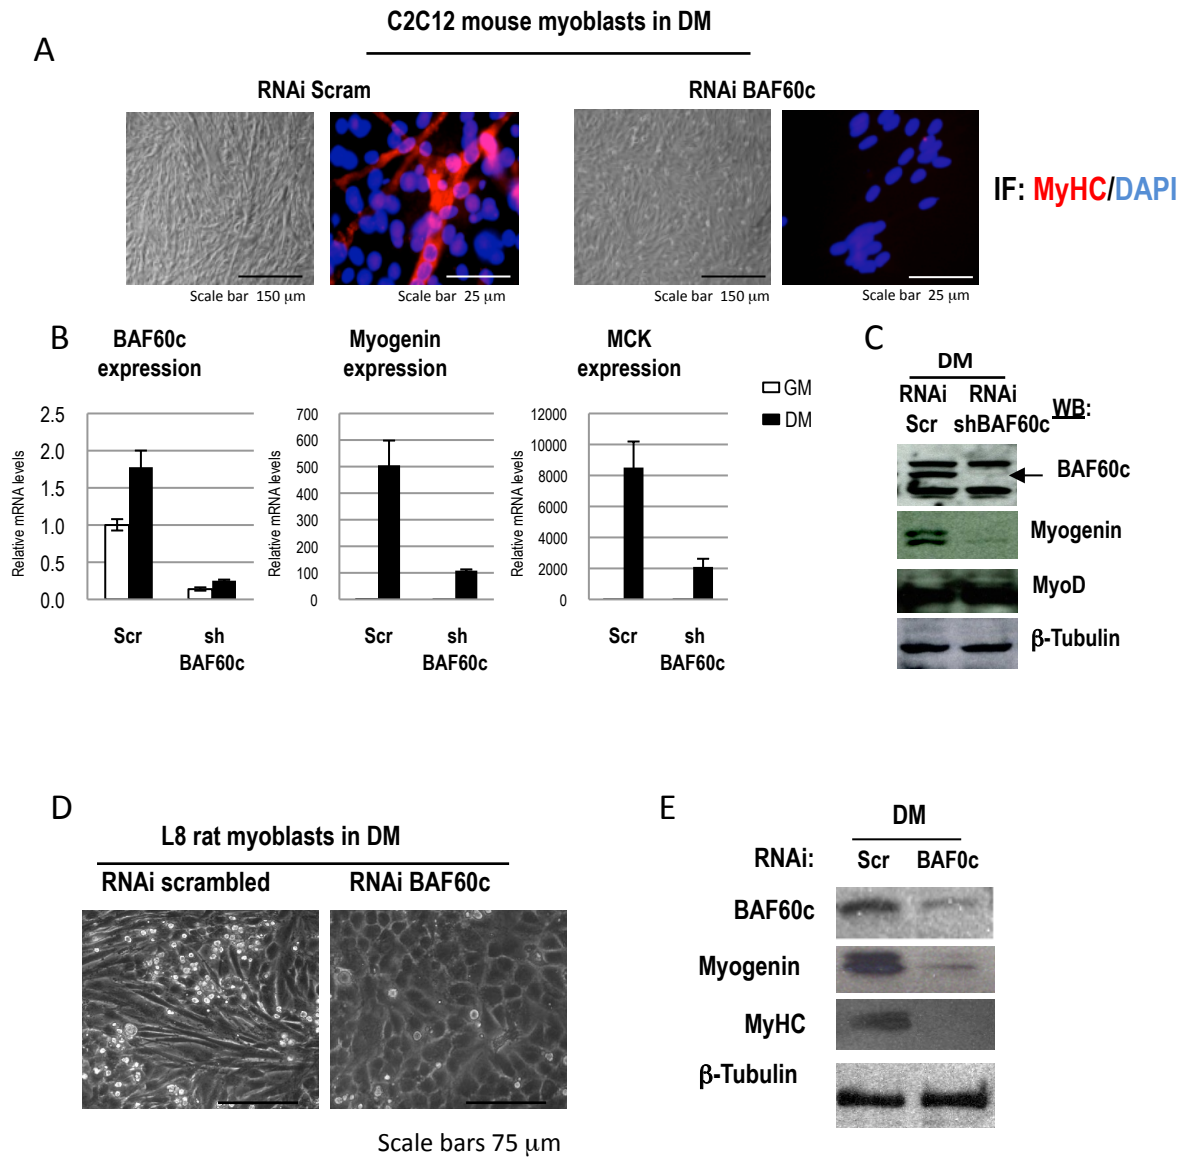 C2C12 mouse myoblasts in DM
A
RNAi Scram
RNAi BAF60c
IF: MyHC/DAPI
Scale bar 150 μm
Scale bar 25 μm
Scale bar 150 μm
Scale bar 25 μm
B
BAF60c
expression
Relative mRNA levels
2.5
2.0
1.5
1.0
0.5
0.0
Scr
sh
BAF60c
Myogenin
expression
Relative mRNA levels
700
600
500
400
300
200
100
0
Scr
sh
BAF60c
MCK
expression
Relative mRNA levels
12000
10000
8000
6000
4000
2000
0
Scr
sh
BAF60c
GM
DM
C
DM
RNAi RNAi
Scr shBAF60c
WB:
BAF60c
Myogenin
MyoD
β-Tubulin
D
L8 rat myoblasts in DM
RNAi scrambled
RNAi BAF60c
Scale bars 75 μm
E
DM
RNAi: Scr BAF0c
BAF60c
Myogenin
MyHC
β-Tubulin